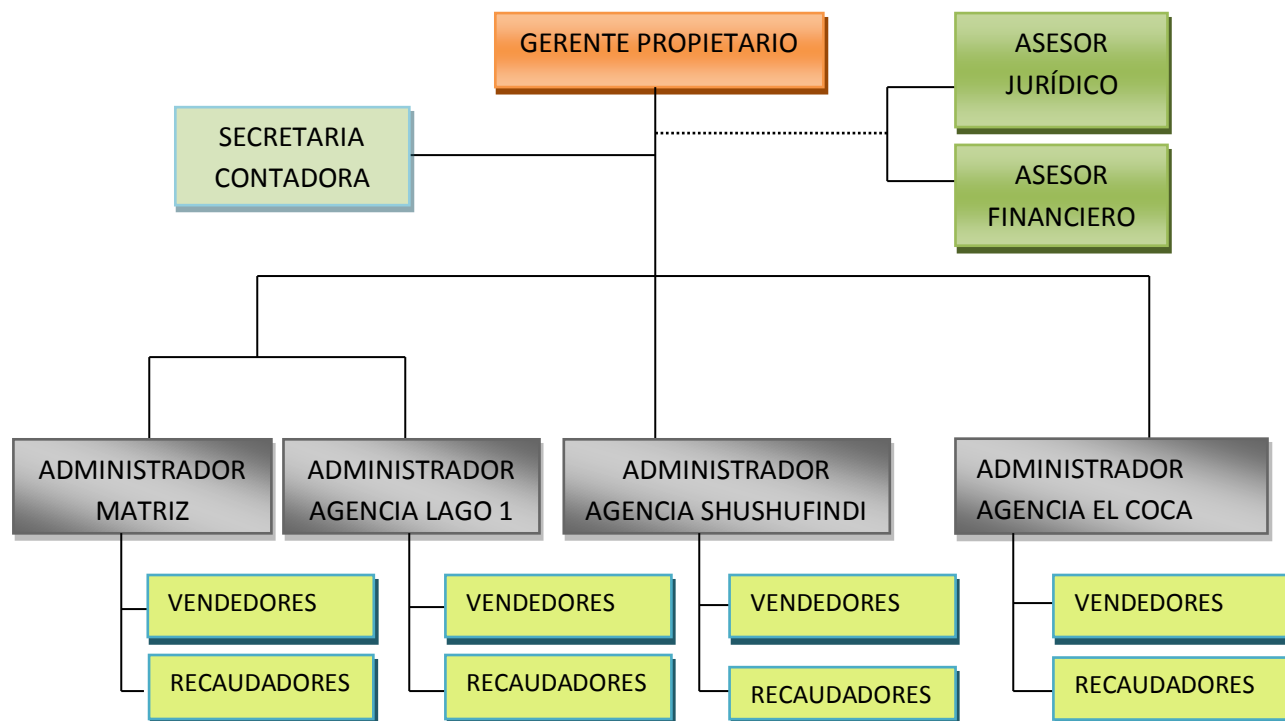 GERENTE PROPIETARIO
ASESOR
JURÍDICO
SECRETARIA
CONTADORA
ASESOR
FINANCIERO
ADMINISTRADOR
MATRIZ
ADMINISTRADOR
AGENCIA LAGO 1
ADMINISTRADOR
AGENCIA SHUSHUFINDI
ADMINISTRADOR
AGENCIA EL COCA
VENDEDORES
VENDEDORES
VENDEDORES
VENDEDORES
RECAUDADORES
RECAUDADORES
RECAUDADORES
RECAUDADORES